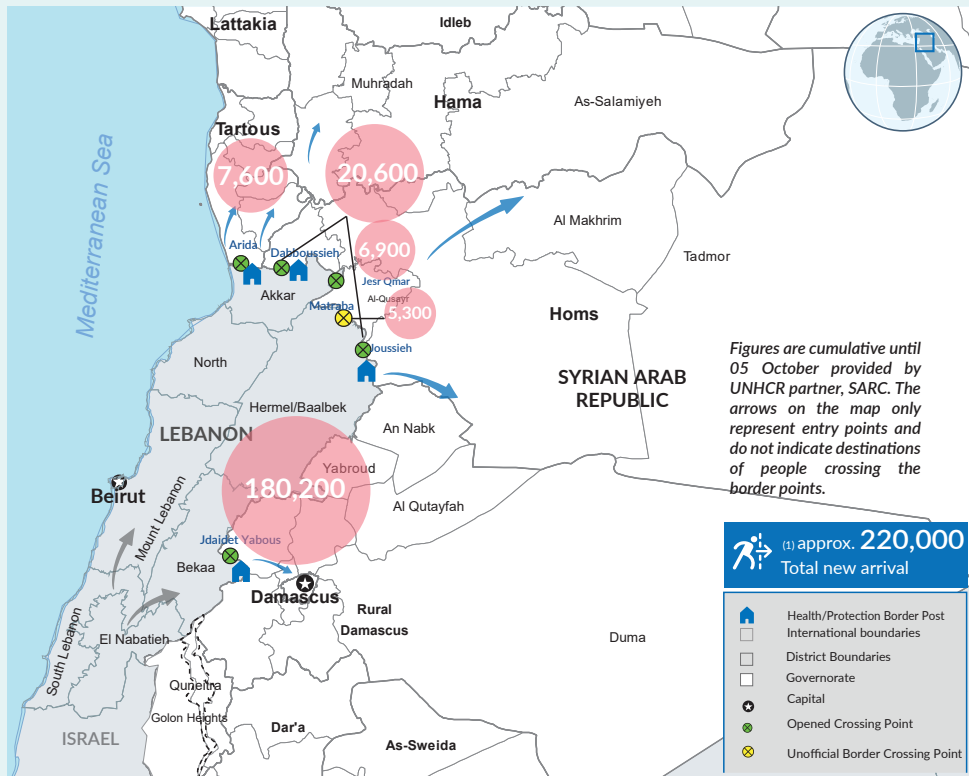 Lattakia
Idleb
Muhradah
Hama
As-Salamiyeh
Tartous
7,600
20,600
Mediterranean Sea
Al Makhrim
Arida
Dabboussieh
6,900
Tadmor
Jesr Qmar
Akkar
Al-Qusayr
Matraba
5,300
Homs
Joussieh
North
Figures are cumulative until
05 October provided by
UNHCR partner, SARC. The
arrows on the map only
represent entry points and
do not indicate destinations
of people crossing the
border points.
SYRIAN ARAB
REPUBLIC
Hermel/Baalbek
An Nabk
LEBANON
Yabroud
180,200
Beirut
Al Qutayfah
Mount Lebanon
Jdaidet Yabous
(1) approx. 220,000
Total new arrival
Bekaa
Damascus
Rural
Damascus
Health/Protection Border Post
International boundaries
District Boundaries
Governorate
Capital
Opened Crossing Point
Unofficial Border Crossing Point
South Lebanon
El Nabatieh
Duma
Quneitra
Golon Heights
Dar'a
ISRAEL
As-Sweida